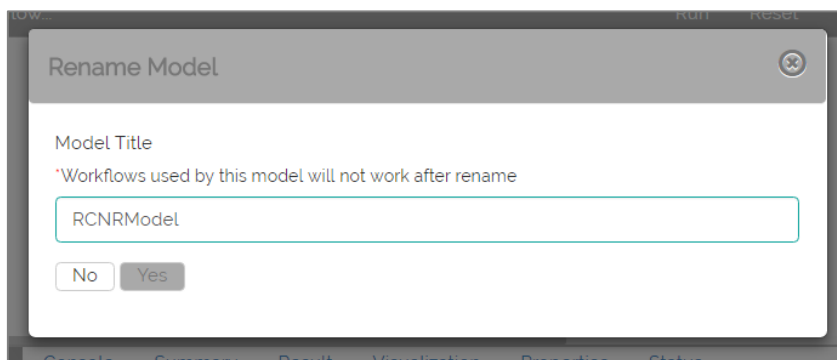 low...
Run Reset
Rename Model
Model Title
*Workflows used by this model will not work after rename
RCNRModel
No Yes
Console Summary Result Visualization Properties Status